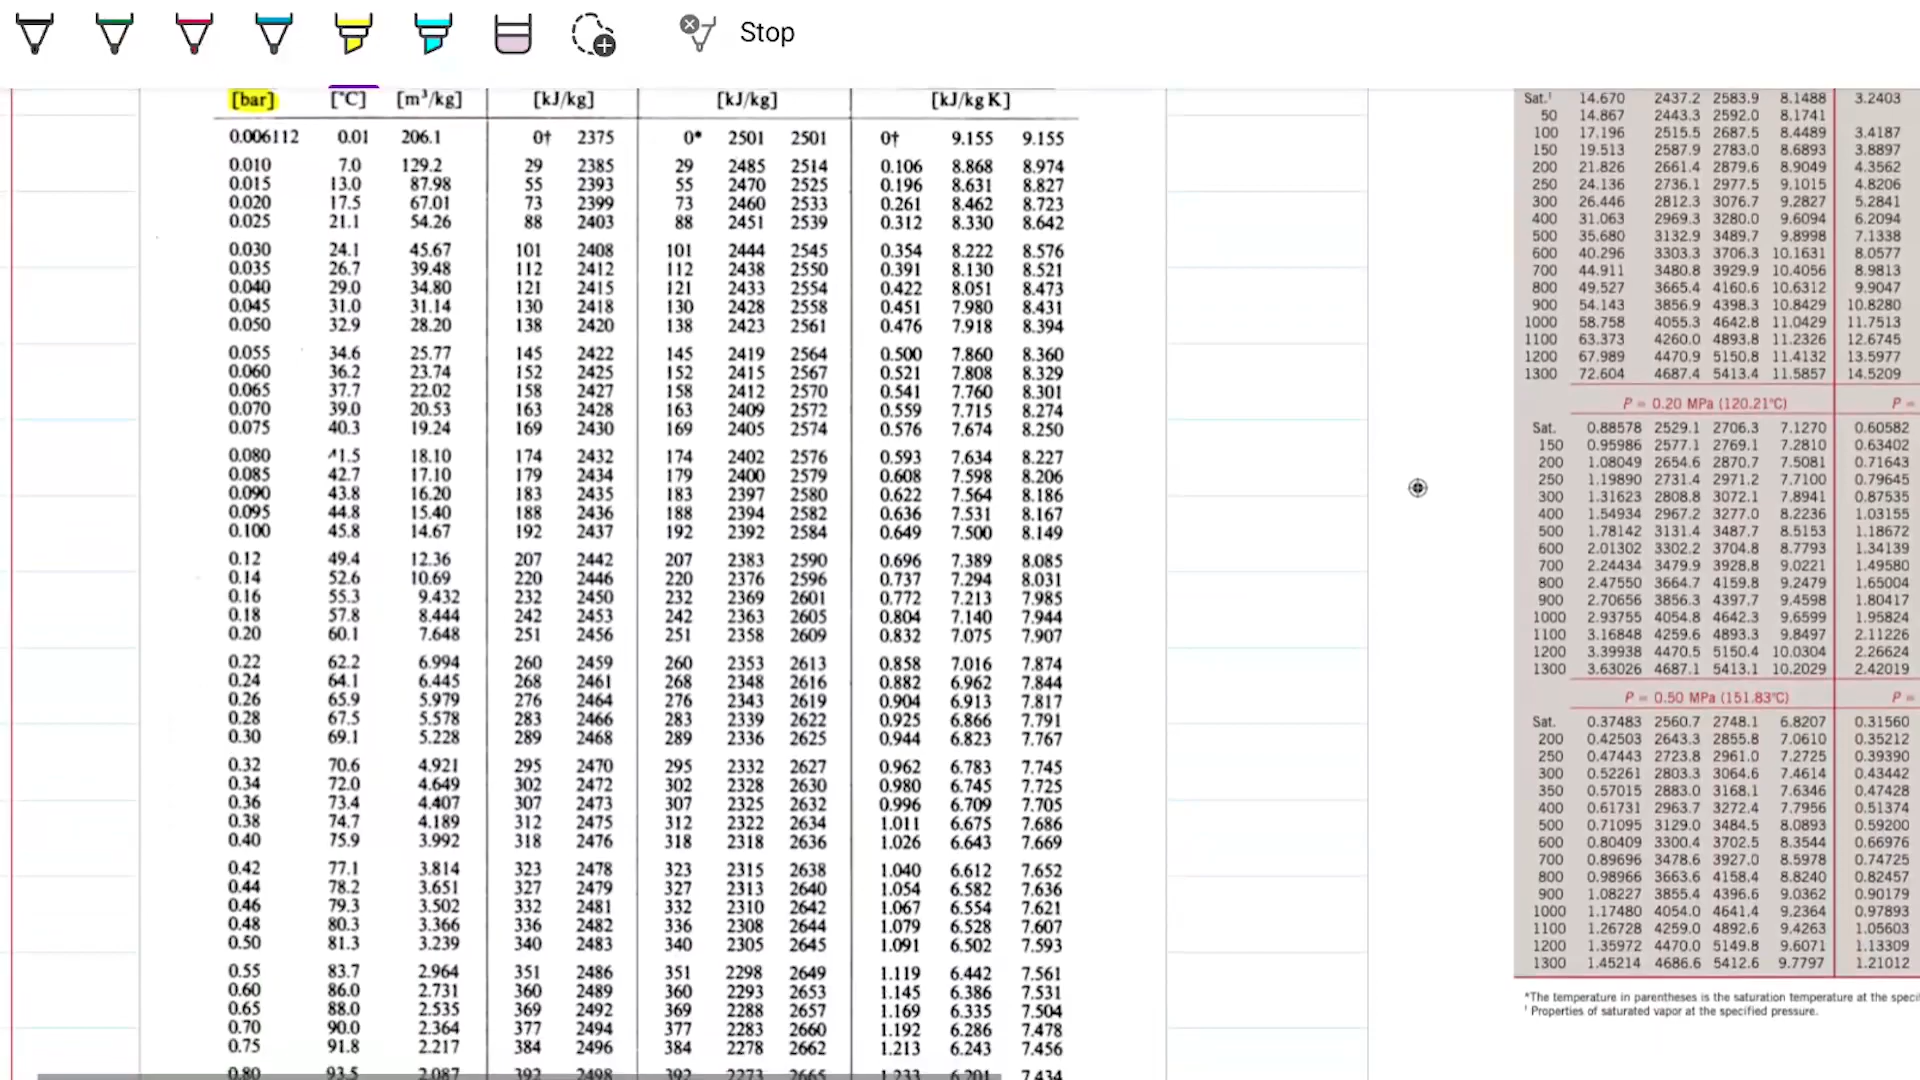 Stop
[bar] [°C] [m³/kg] [kJ/kg] [kJ/kg] [kJ/kg K]
0.006112 0.01 206.1 0† 2375 0* 2501 2501 0† 9.155 9.155
0.010 7.0 129.2 29 2385 29 2485 2514 0.106 8.868 8.974
0.015 13.0 87.98 55 2393 55 2470 2525 0.196 8.631 8.827
0.020 17.5 67.01 73 2399 73 2460 2533 0.261 8.462 8.723
0.025 21.1 54.26 88 2403 88 2451 2539 0.312 8.330 8.642
0.030 24.1 45.67 101 2408 101 2444 2545 0.354 8.222 8.576
0.035 26.7 39.48 112 2412 112 2438 2550 0.391 8.130 8.521
0.040 29.0 34.80 121 2415 121 2433 2554 0.422 8.051 8.473
0.045 31.0 31.14 130 2418 130 2428 2558 0.451 7.980 8.431
0.050 32.9 28.20 138 2420 138 2423 2561 0.476 7.918 8.394
0.055 34.6 25.77 145 2422 145 2419 2564 0.500 7.860 8.360
0.060 36.2 23.74 152 2425 152 2415 2567 0.521 7.808 8.329
0.065 37.7 22.02 158 2427 158 2412 2570 0.541 7.760 8.301
0.070 39.0 20.53 163 2428 163 2409 2572 0.559 7.715 8.274
0.075 40.3 19.24 169 2430 169 2405 2574 0.576 7.674 8.250
0.080 1.5 18.10 174 2432 174 2402 2576 0.593 7.634 8.227
0.085 42.7 17.10 179 2434 179 2400 2579 0.608 7.598 8.206
0.090 43.8 16.20 183 2435 183 2397 2580 0.622 7.564 8.186
0.095 44.8 15.40 188 2436 188 2394 2582 0.636 7.531 8.167
0.100 45.8 14.67 192 2437 192 2392 2584 0.649 7.500 8.149
0.12 49.4 12.36 207 2442 207 2383 2590 0.696 7.389 8.085
0.14 52.6 10.69 220 2446 220 2376 2596 0.737 7.294 8.031
0.16 55.3 9.432 232 2450 232 2369 2601 0.772 7.213 7.985
0.18 57.8 8.444 242 2453 242 2363 2605 0.804 7.140 7.944
0.20 60.1 7.648 251 2456 251 2358 2609 0.832 7.075 7.907
0.22 62.2 6.994 260 2459 260 2353 2613 0.858 7.016 7.874
0.24 64.1 6.445 268 2461 268 2348 2616 0.882 6.962 7.844
0.26 65.9 5.979 276 2464 276 2343 2619 0.904 6.913 7.817
0.28 67.5 5.578 283 2466 283 2339 2622 0.925 6.866 7.791
0.30 69.1 5.228 289 2468 289 2336 2625 0.944 6.823 7.767
0.32 70.6 4.921 295 2470 295 2332 2627 0.962 6.783 7.745
0.34 72.0 4.649 302 2472 302 2328 2630 0.980 6.745 7.725
0.36 73.4 4.407 307 2473 307 2325 2632 0.996 6.709 7.705
0.38 74.7 4.189 312 2475 312 2322 2634 1.011 6.675 7.686
0.40 75.9 3.992 318 2476 318 2318 2636 1.026 6.643 7.669
0.42 77.1 3.814 323 2478 323 2315 2638 1.040 6.612 7.652
0.44 78.2 3.651 327 2479 327 2313 2640 1.054 6.582 7.636
0.46 79.3 3.502 332 2481 332 2310 2642 1.067 6.554 7.621
0.48 80.3 3.366 336 2482 336 2308 2644 1.079 6.528 7.607
0.50 81.3 3.239 340 2483 340 2305 2645 1.091 6.502 7.593
0.55 83.7 2.964 351 2486 351 2298 2649 1.119 6.442 7.561
0.60 86.0 2.731 360 2489 360 2293 2653 1.145 6.386 7.531
0.65 88.0 2.535 369 2492 369 2288 2657 1.169 6.335 7.504
0.70 90.0 2.364 377 2494 377 2283 2660 1.192 6.286 7.478
0.75 91.8 2.217 384 2496 384 2278 2662 1.213 6.243 7.456
0.80 93.5 2.087 392 2498 392 2273 2665 1.233 6.201 7.434
Sat.¹ 14.670 2437.2 2583.9 8.1488 3.2403
50 14.867 2443.3 2592.0 8.1741
100 17.196 2515.5 2687.5 8.4489 3.4187
150 19.513 2587.9 2783.0 8.6893 3.8897
200 21.826 2661.4 2879.6 8.9049 4.3562
250 24.136 2736.1 2977.5 9.1015 4.8206
300 26.446 2812.3 3076.7 9.2827 5.2841
400 31.063 2969.3 3280.0 9.6094 6.2094
500 35.680 3132.9 3489.7 9.8998 7.1338
600 40.296 3303.3 3706.3 10.1631 8.0577
700 44.911 3480.8 3929.9 10.4056 8.9813
800 49.527 3665.4 4160.6 10.6312 9.9047
900 54.143 3856.9 4398.3 10.8429 10.8280
1000 58.758 4055.3 4642.8 11.0429 11.7513
1100 63.373 4260.0 4893.8 11.2326 12.6745
1200 67.989 4470.9 5150.8 11.4132 13.5977
1300 72.604 4687.4 5413.4 11.5857 14.5209
P = 0.20 MPa (120.21°C) P =
Sat. 0.88578 2529.1 2706.3 7.1270 0.60582
150 0.95986 2577.1 2769.1 7.2810 0.63402
200 1.08049 2654.6 2870.7 7.5081 0.71643
250 1.19890 2731.4 2971.2 7.7100 0.79645
300 1.31623 2808.8 3072.1 7.8941 0.87535
400 1.54934 2967.2 3277.0 8.2236 1.03155
500 1.78142 3131.4 3487.7 8.5153 1.18672
600 2.01302 3302.2 3704.8 8.7793 1.34139
700 2.24434 3479.9 3928.8 9.0221 1.49580
800 2.47550 3664.7 4159.8 9.2479 1.65004
900 2.70656 3856.3 4397.7 9.4598 1.80417
1000 2.93755 4054.8 4642.3 9.6599 1.95824
1100 3.16848 4259.6 4893.3 9.8497 2.11226
1200 3.39938 4470.5 5150.4 10.0304 2.26624
1300 3.63026 4687.1 5413.1 10.2029 2.42019
P = 0.50 MPa (151.83°C) P =
Sat. 0.37483 2560.7 2748.1 6.8207 0.31560
200 0.42503 2643.3 2855.8 7.0610 0.35212
250 0.47443 2723.8 2961.0 7.2725 0.39390
300 0.52261 2803.3 3064.6 7.4614 0.43442
350 0.57015 2883.0 3168.1 7.6346 0.47428
400 0.61731 2963.7 3272.4 7.7956 0.51374
500 0.71095 3129.0 3484.5 8.0893 0.59200
600 0.80409 3300.4 3702.5 8.3544 0.66976
700 0.89696 3478.6 3927.0 8.5978 0.74725
800 0.98966 3663.6 4158.4 8.8240 0.82457
900 1.08227 3855.4 4396.6 9.0362 0.90179
1000 1.17480 4054.0 4641.4 9.2364 0.97893
1100 1.26728 4259.0 4892.6 9.4263 1.05603
1200 1.35972 4470.0 5149.8 9.6071 1.13309
1300 1.45214 4686.6 5412.6 9.7797 1.21012
*The temperature in parentheses is the saturation temperature at the speci
¹ Properties of saturated vapor at the specified pressure.